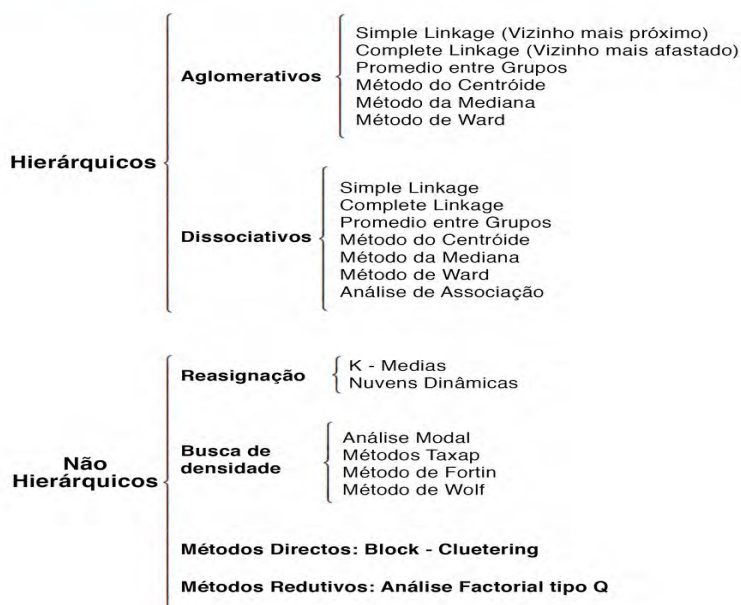 Hierárquicos
Aglomerativos
Simple Linkage (Vizinho mais próximo)
Complete Linkage (Vizinho mais afastado)
Promedio entre Grupos
Método do Centróide
Método da Mediana
Método de Ward
Dissociativos
Simple Linkage
Complete Linkage
Promedio entre Grupos
Método do Centróide
Método da Mediana
Método de Ward
Análise de Associação
Não
Hierárquicos
Reasignação
K - Medias
Nuvens Dinâmicas
Busca de
densidade
Análise Modal
Métodos Taxap
Método de Fortin
Método de Wolf
Métodos Directos: Block - Cluetering
Métodos Redutivos: Análise Factorial tipo Q